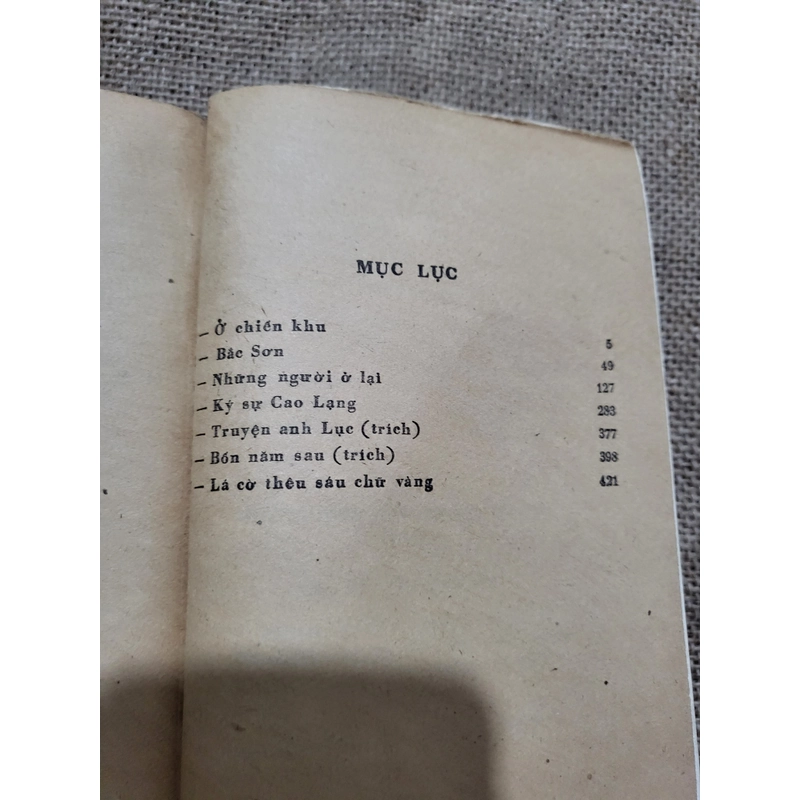 MỤC LỰC
– Ở chiến khu 5
– Bắc Sơn 49
– Những người ở lại 127
– Ký sự Cao Lạng 283
– Truyện anh Lục (trích) 377
– Bốn năm sau (trích) 398
– Lá cờ thêu sáu chữ vàng 421